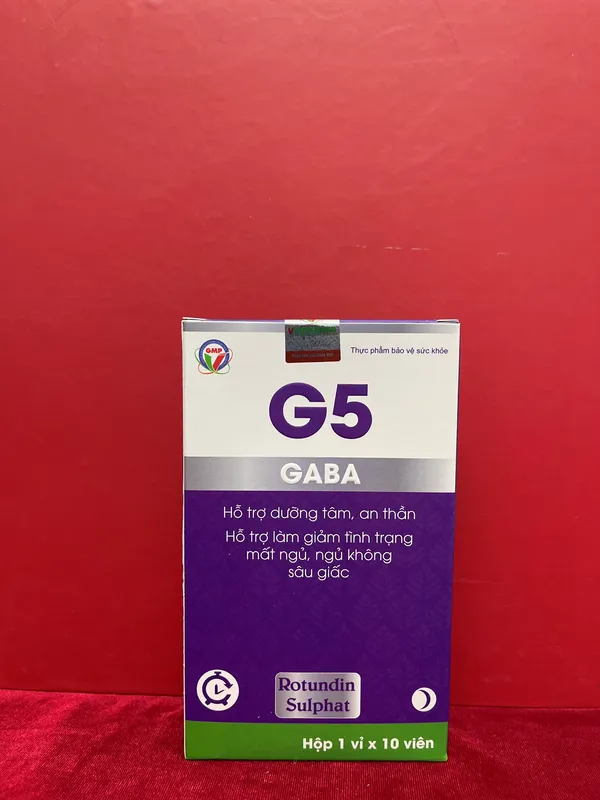 GMP
Thực phẩm bảo vệ sức khỏe
G5
GABA
Hỗ trợ dưỡng tâm, an thần
Hỗ trợ làm giảm tình trạng
mất ngủ, ngủ không
sâu giấc
Rotundin
Sulphat
Hộp 1 vỉ x 10 viên